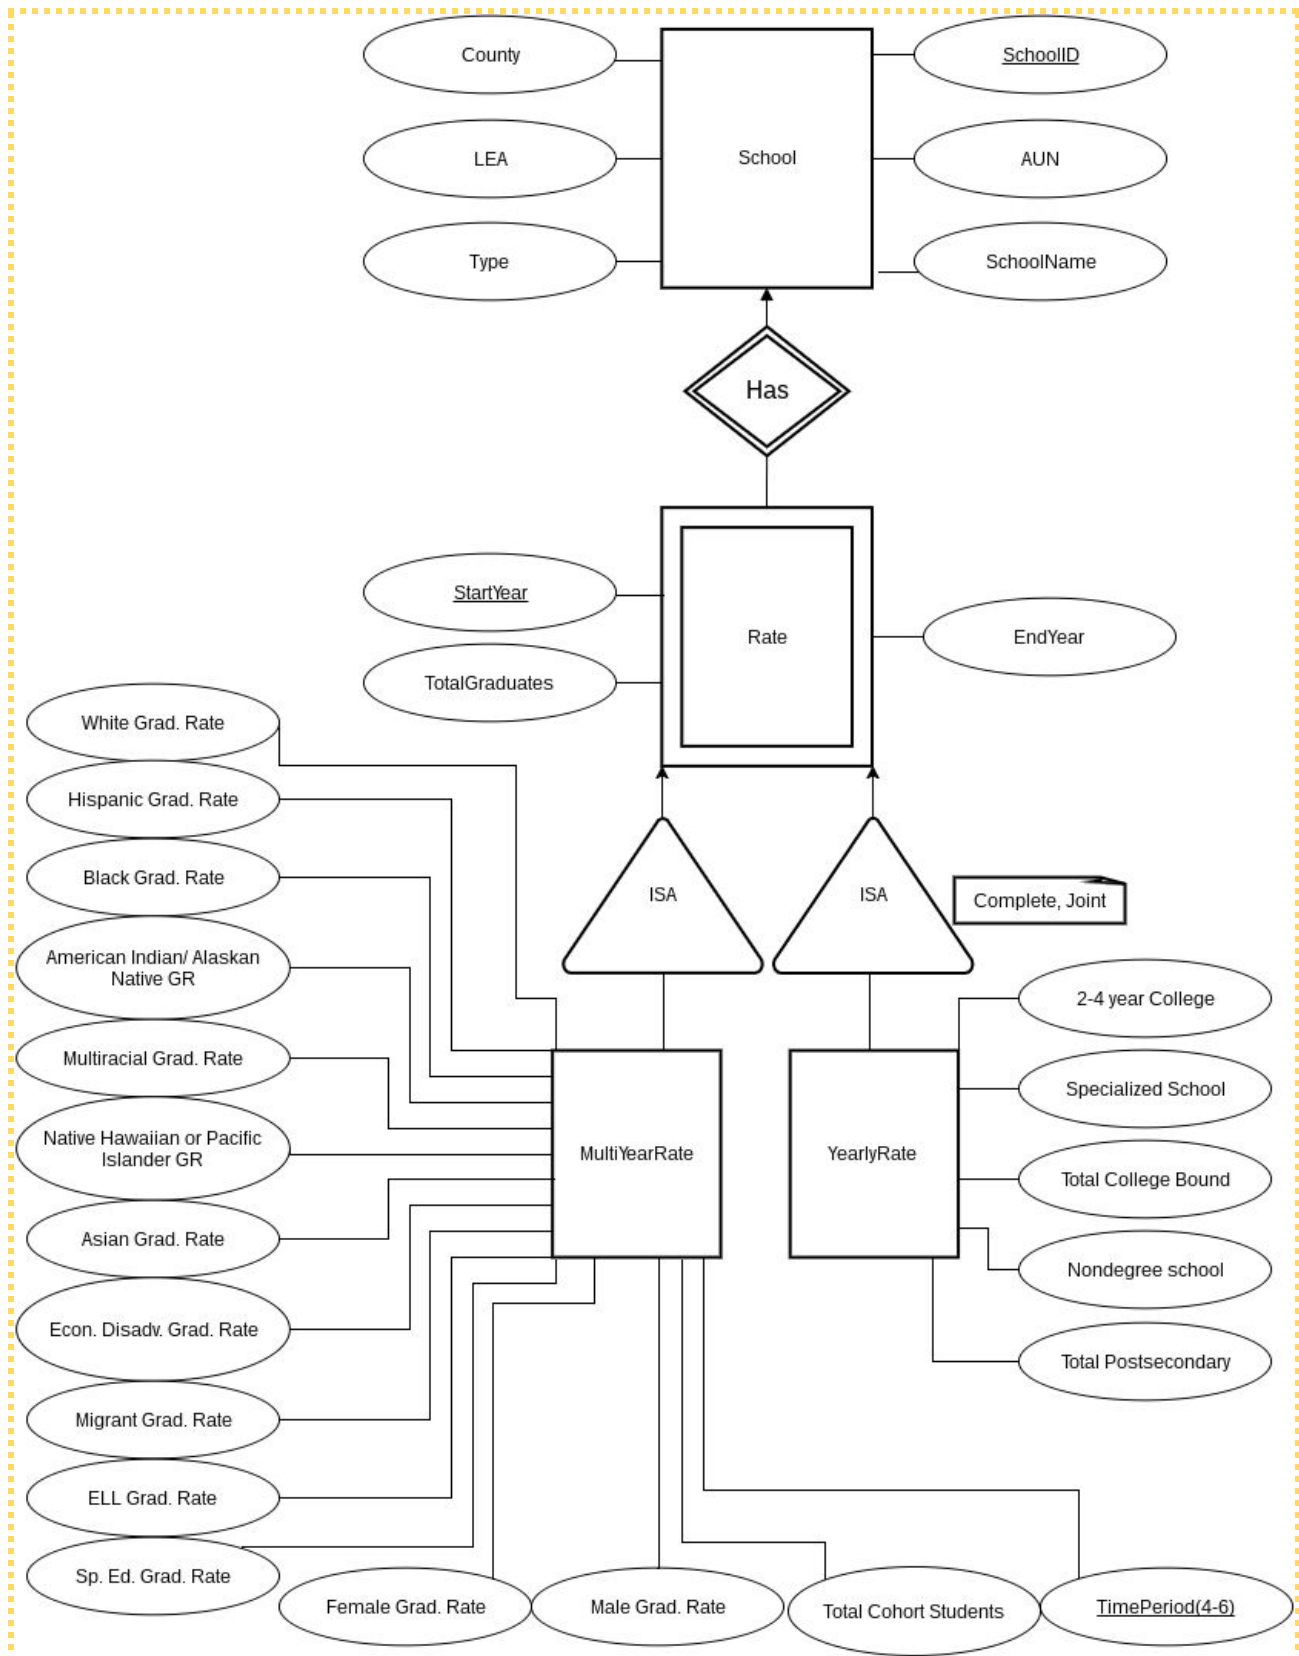 County
SchoolID
LEA
School
AUN
Type
SchoolName
Has
StartYear
Rate
EndYear
TotalGraduates
White Grad. Rate
Hispanic Grad. Rate
Black Grad. Rate
ISA
ISA
Complete, Joint
American Indian/ Alaskan
Native GR
2-4 year College
Multiracial Grad. Rate
Specialized School
Native Hawaiian or Pacific
Islander GR
MultiYearRate
YearlyRate
Total College Bound
Asian Grad. Rate
Nondegree school
Econ. Disadv. Grad. Rate
Total Postsecondary
Migrant Grad. Rate
ELL Grad. Rate
Sp. Ed. Grad. Rate
Female Grad. Rate
Male Grad. Rate
Total Cohort Students
TimePeriod(4-6)